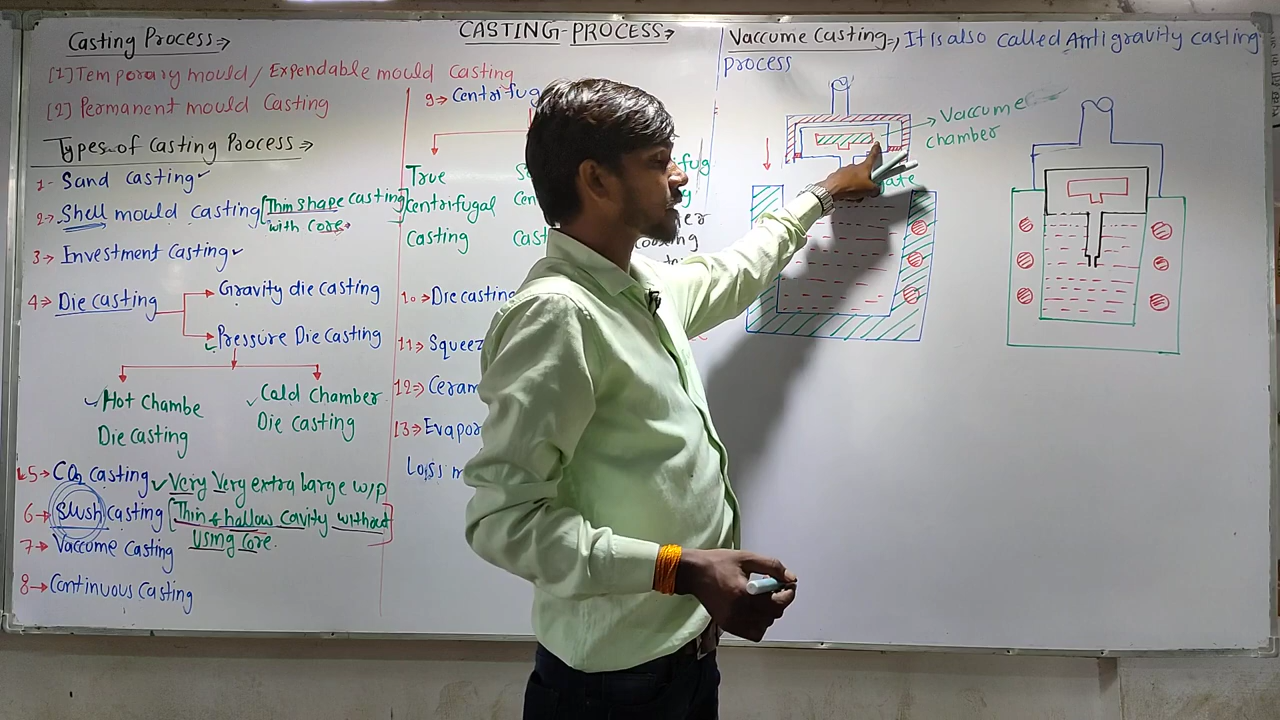 CASTING-PROCESS
Casting Process
[1] Temporary mould/Expendable mould Casting
[2] Permanent mould Casting
Types of Casting Process
1- Sand casting
2- Shell mould casting [Thin shape casting]
with core.
3- Investment Casting
4- Die casting
Gravity die casting
Pressure Die Casting
Hot Chambe
Die casting
Cold Chamber
Die Casting
5- CO2 casting Very Very extra large w/p
6- Slush casting [Thin & hallow cavity without
Using Core.
7- Vaccume Casting
8- Continuous Casting
9- Centrifug
True
Centrifugal
Casting
10- Die casting
11- Squeez
12- Ceram
13- Evapor
Loss m
Vaccume Casting, It is also called Anti gravity casting
process
Vaccume
chamber
gate